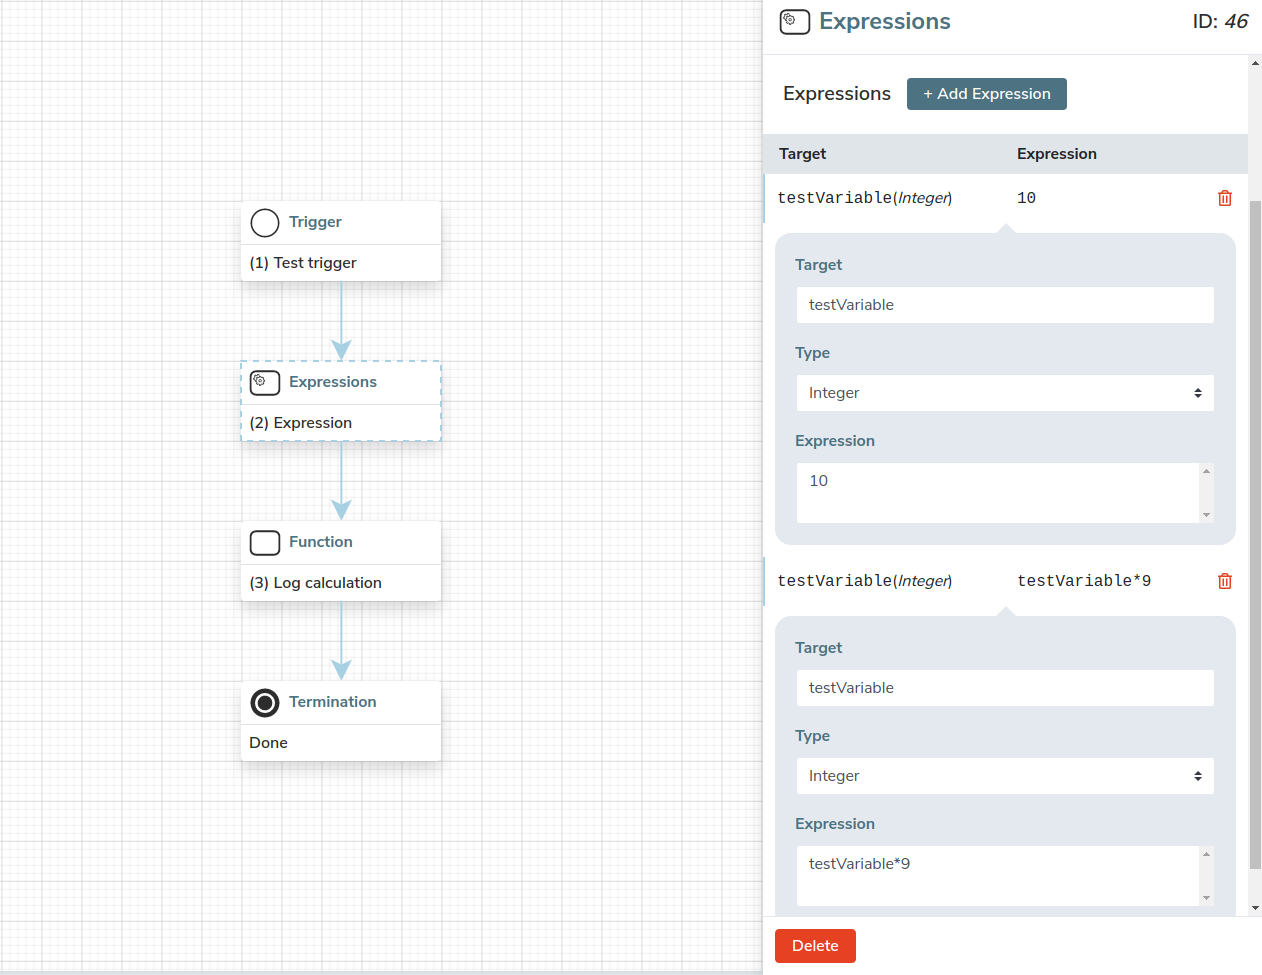 Trigger
(1) Test trigger
Expressions
(2) Expression
Function
(3) Log calculation
Termination
Done
Expressions ID: 46
Expressions + Add Expression
Target Expression
testVariable(Integer) 10
Target
testVariable
Type
Integer
Expression
10
testVariable(Integer) testVariable*9
Target
testVariable
Type
Integer
Expression
testVariable*9
Delete